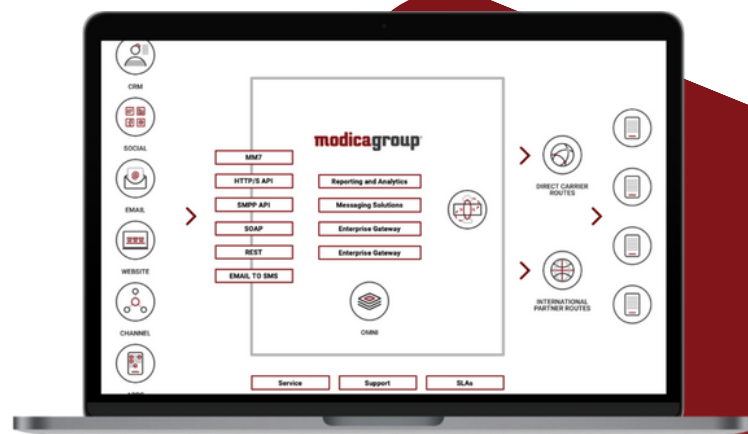 CRM
SOCIAL
EMAIL
WEBSITE
CHANNEL
modicagroup
MM7
HTTP/S API
SMPP API
SOAP
REST
EMAIL TO SMS
Reporting and Analytics
Messaging Solutions
Enterprise Gateway
Enterprise Gateway
OMNI
DIRECT CARRIER
ROUTES
INTERNATIONAL
PARTNER ROUTES
Service
Support
SLAs